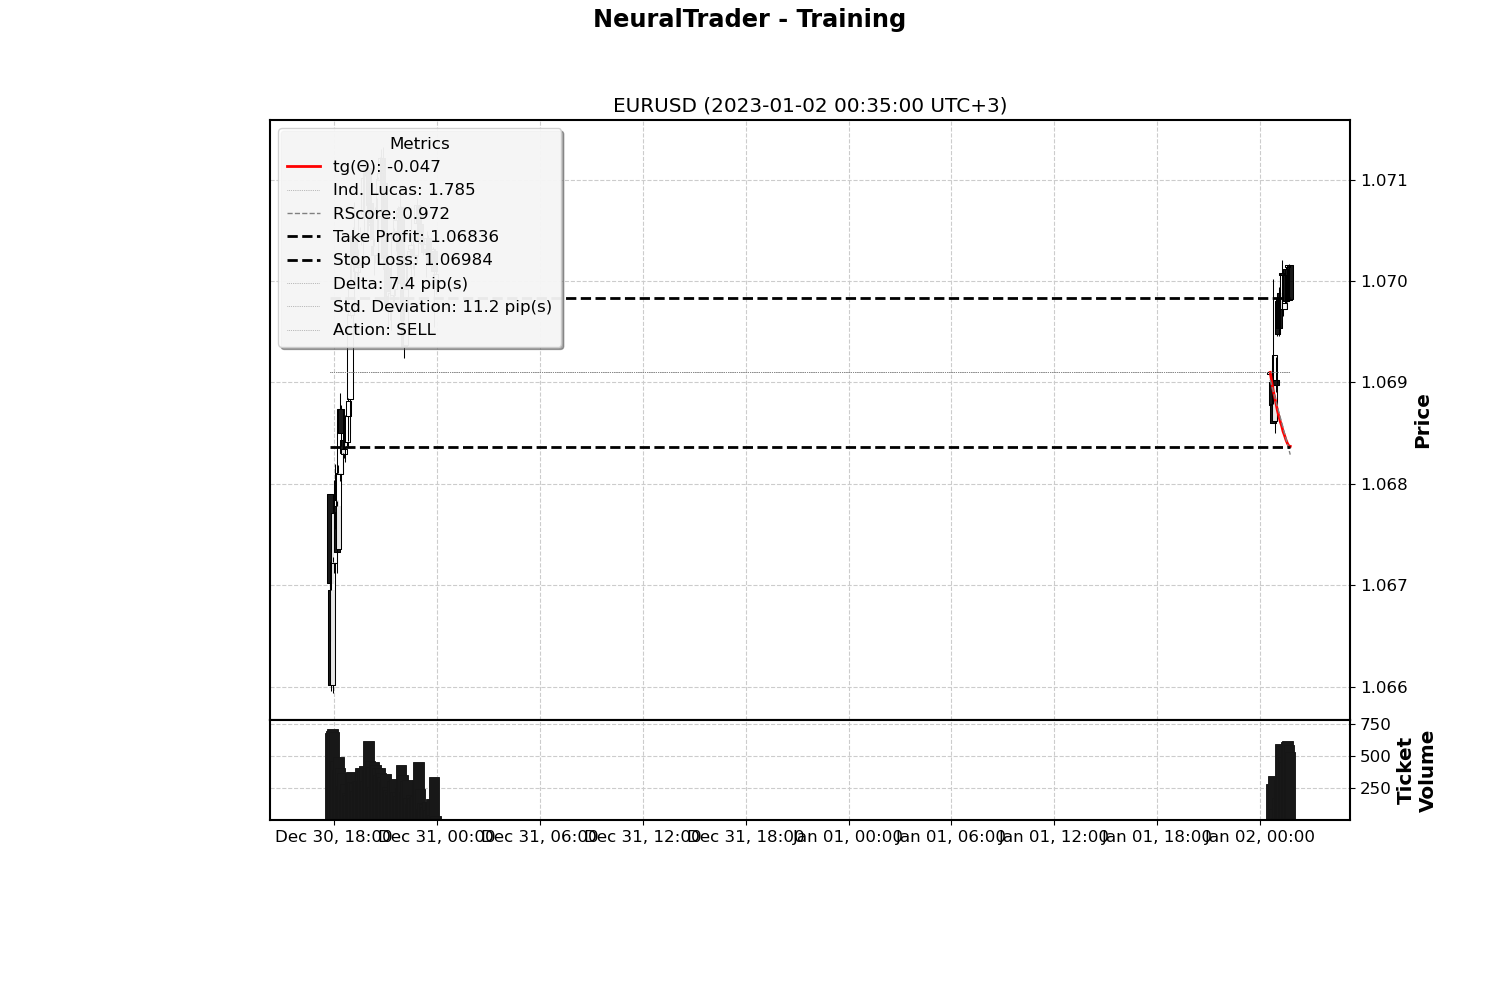 NeuralTrader - Training
EURUSD (2023-01-02 00:35:00 UTC+3)
Metrics
tg(Θ): -0.047
Ind. Lucas: 1.785
RScore: 0.972
Take Profit: 1.06836
Stop Loss: 1.06984
Delta: 7.4 pip(s)
Std. Deviation: 11.2 pip(s)
Action: SELL
1.071
1.070
1.069
1.068
1.067
1.066
Price
750
500
250
Ticket
Volume
Dec 30, 18:00
Dec 31, 00:00
Dec 31, 06:00
Dec 31, 12:00
Dec 31, 18:00
Jan 01, 00:00
Jan 01, 06:00
Jan 01, 12:00
Jan 01, 18:00
Jan 02, 00:00